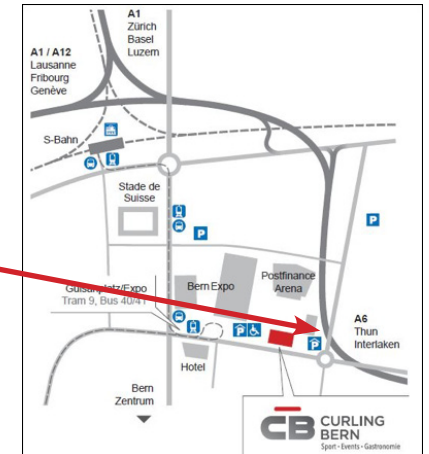 A1
Zürich
Basel
Luzern
A1 / A12
Lausanne
Fribourg
Genève
S-Bahn
Stade de
Suisse
P
P
Guisanplatz/Expo
Tram 9, Bus 40/41
Bern Expo
Postfinance
Arena
P
P
A6
Thun
Interlaken
Hotel
Bern
Zentrum
CB CURLING
BERN
Sport - Events - Gastronomie